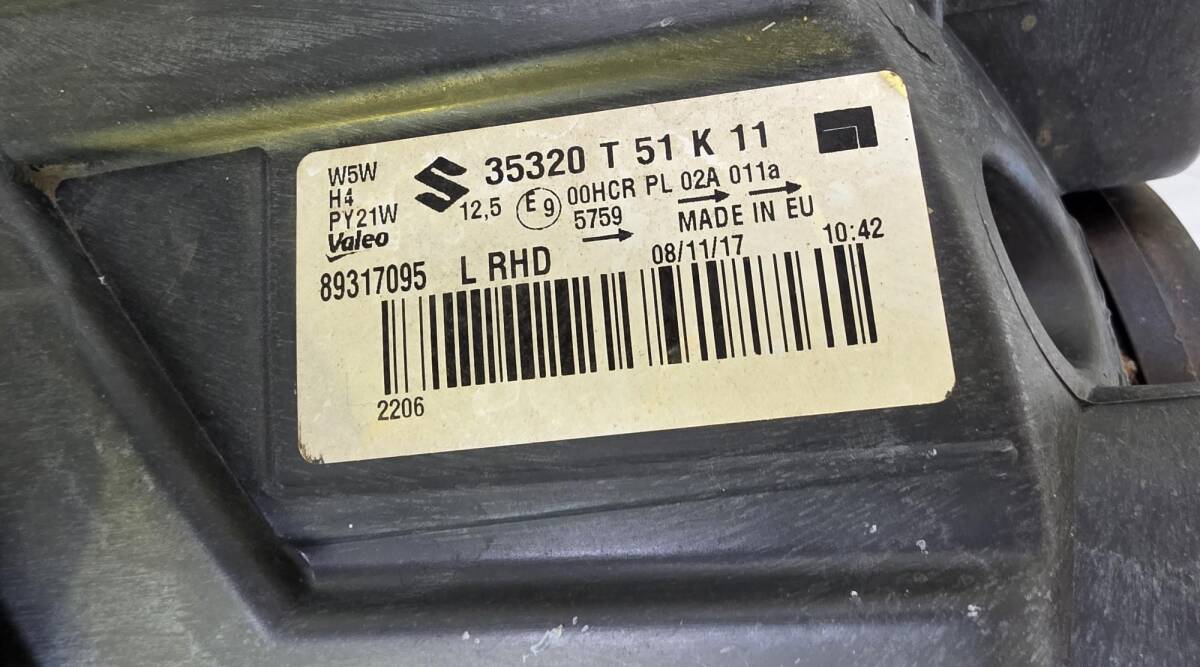 W5W
H4
PY21W
Valeo
35320 T 51 K 11
12,5 E9 00HCR PL 02A 011a
5759
MADE IN EU
89317095 L RHD 08/11/17 10:42
2206